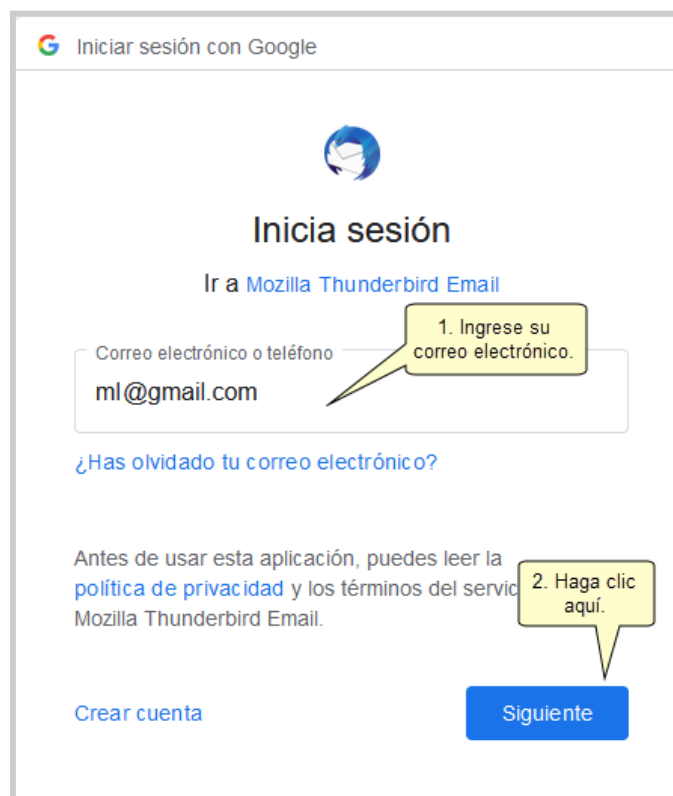 Iniciar sesión con Google
Inicia sesión
Ir a Mozilla Thunderbird Email
1. Ingrese su
correo electrónico.
Correo electrónico o teléfono
ml@gmail.com
¿Has olvidado tu correo electrónico?
Antes de usar esta aplicación, puedes leer la
política de privacidad y los términos del servic
Mozilla Thunderbird Email.
2. Haga clic
aquí.
Crear cuenta
Siguiente